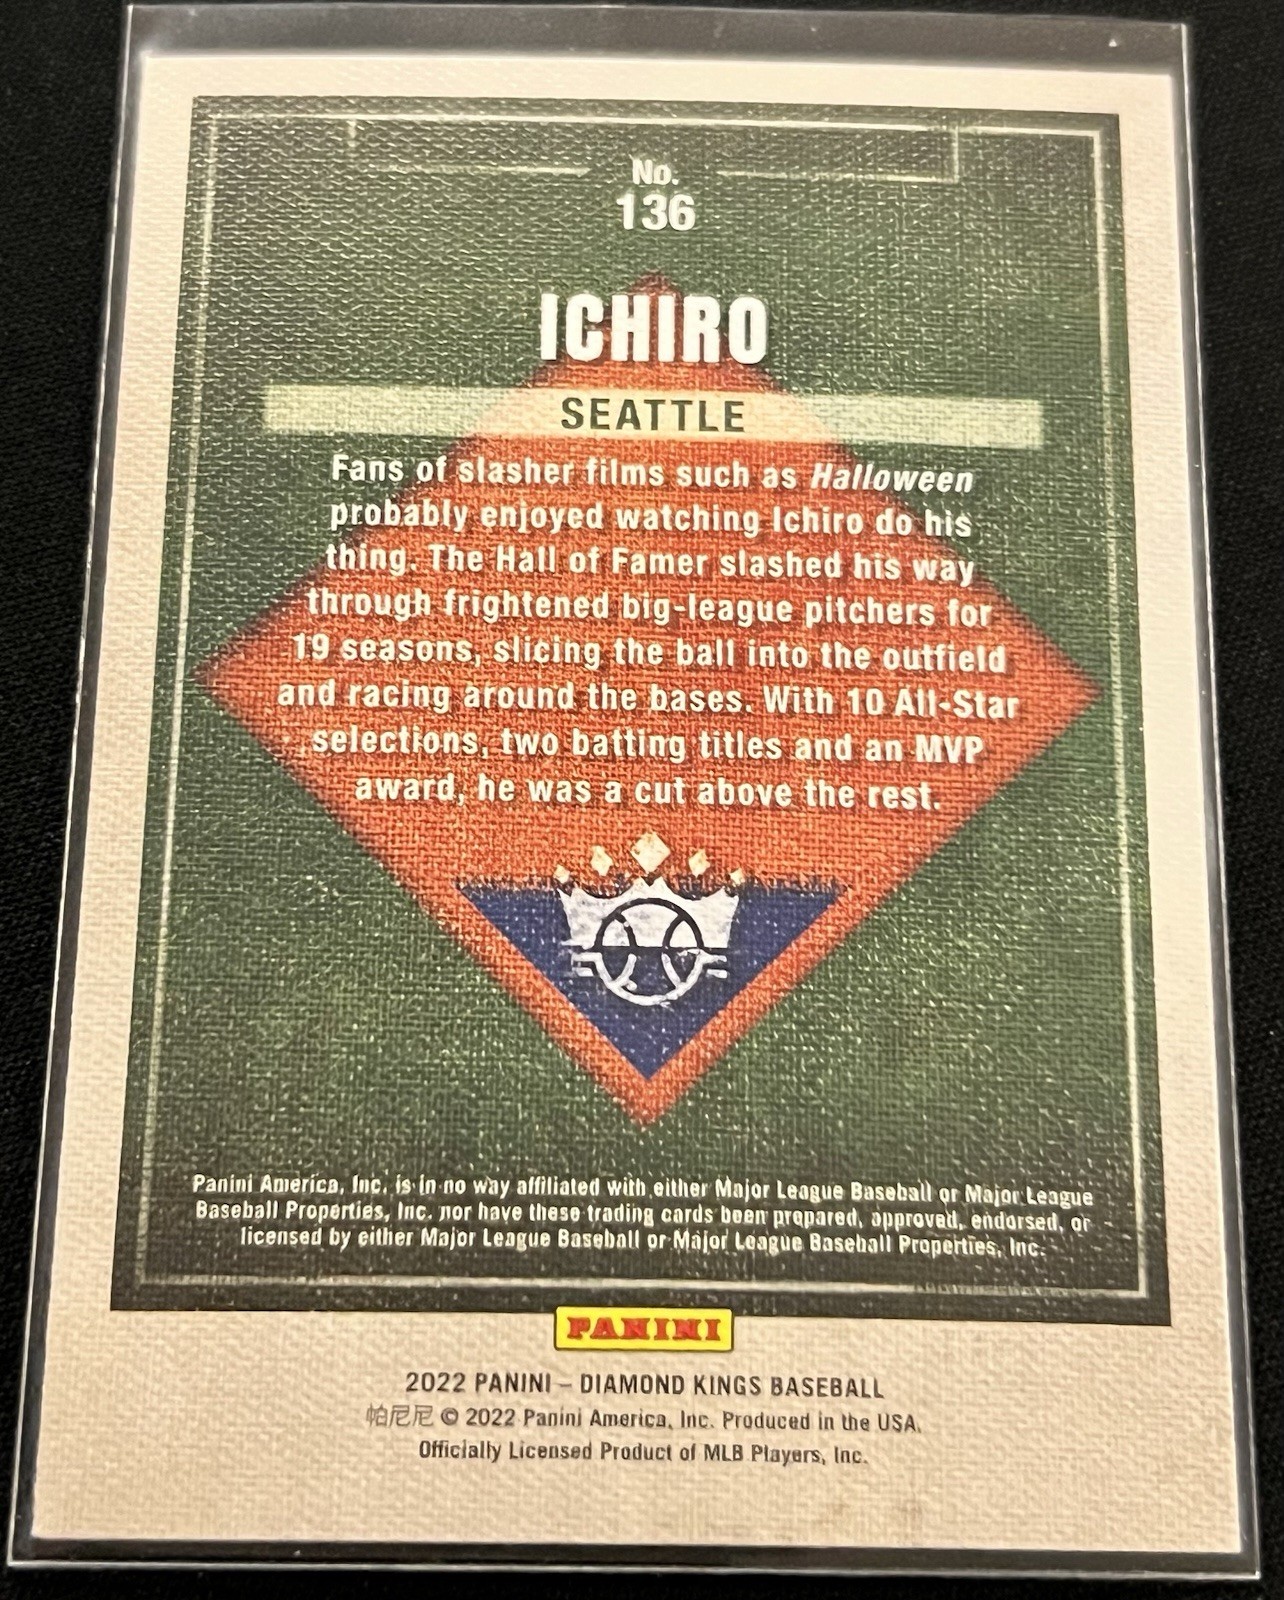 No.
136
ICHIRO
SEATTLE
Fans of slasher films such as Halloween
probably enjoyed watching Ichiro do his
thing. The Hall of Famer slashed his way
through frightened big-league pitchers for
19 seasons, slicing the ball into the outfield
and racing around the bases. With 10 All-Star
selections, two batting titles and an MVP
award, he was a cut above the rest.
Panini America, Inc. is in no way affiliated with either Major League Baseball or Major League
Baseball Properties, Inc. nor have these trading cards been prepared, approved, endorsed, or
licensed by either Major League Baseball or Major League Baseball Properties, Inc.
PANINI
2022 PANINI – DIAMOND KINGS BASEBALL
帕尼尼 © 2022 Panini America, Inc. Produced in the USA.
Officially Licensed Product of MLB Players, Inc.